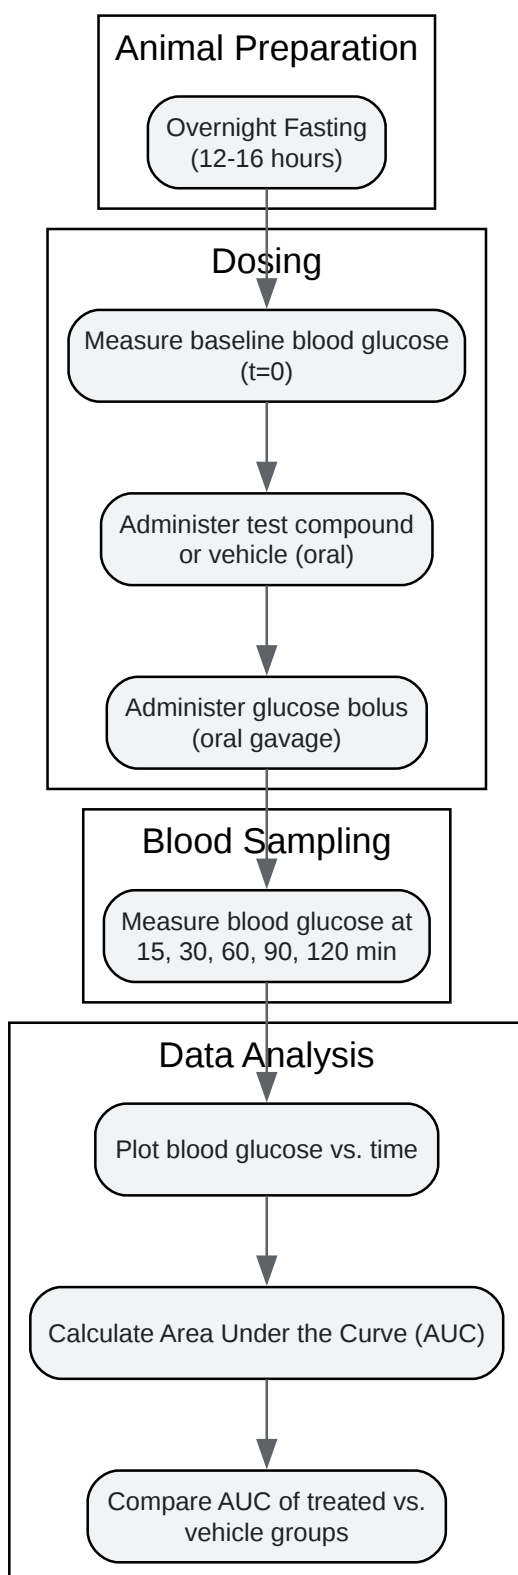 Animal Preparation
Overnight Fasting
(12-16 hours)
Dosing
Measure baseline blood glucose
(t=0)
Administer test compound
or vehicle (oral)
Administer glucose bolus
(oral gavage)
Blood Sampling
Measure blood glucose at
15, 30, 60, 90, 120 min
Data Analysis
Plot blood glucose vs. time
Calculate Area Under the Curve (AUC)
Compare AUC of treated vs.
vehicle groups